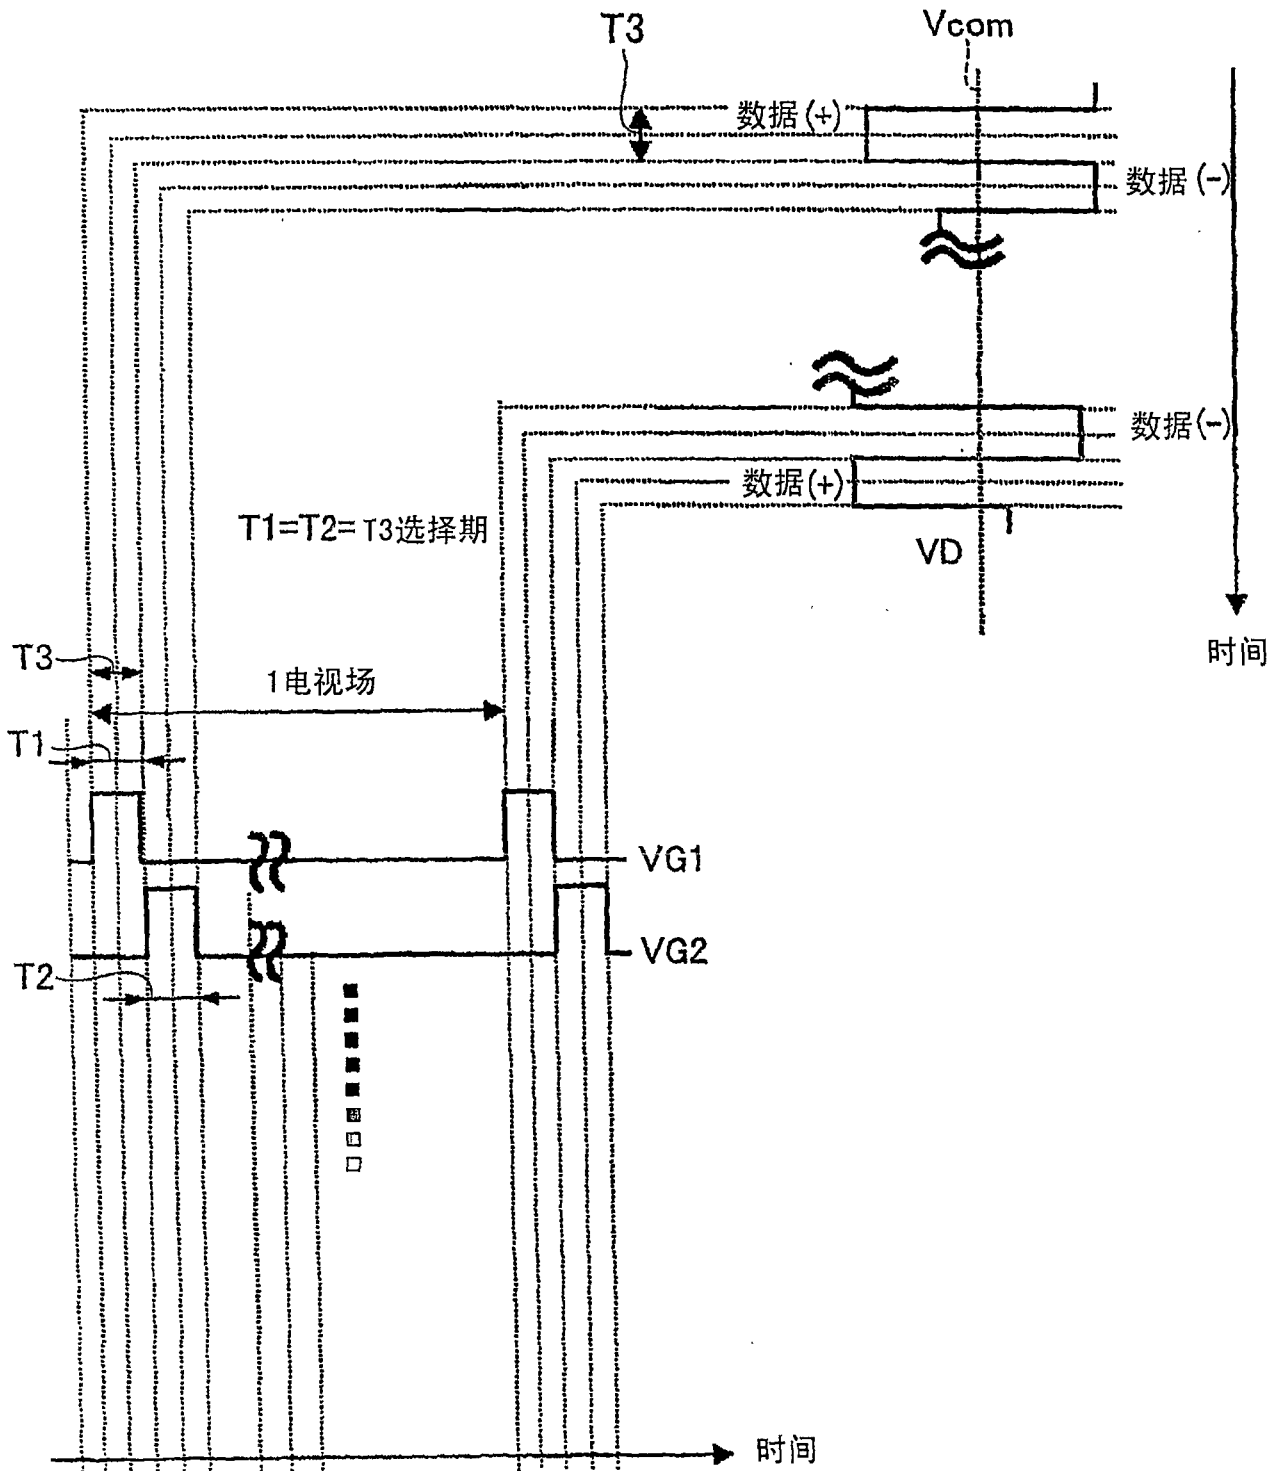 T3
Vcom
数据(+)
数据(-)
数据(-)
数据(+)
T1=T2= T3选择期
VD
时间
T3
1电视场
T1
VG1
VG2
T2
时间